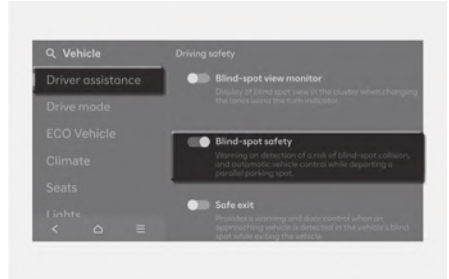 Vehicle
Driver assistance
Drive mode
ECO Vehicle
Climate
Seats
Lights
Driving safety
Blind-spot view monitor
Display of blind spot view in the cluster when changing
the lanes using the turn indicator.
Blind-spot safety
Warning on detection of a risk of blind-spot collision,
and automatic vehicle control while departing a
parallel parking spot.
Safe exit
Provides a warning and door control when an
approaching vehicle is detected in the vehicle's blind
spot while exiting the vehicle.